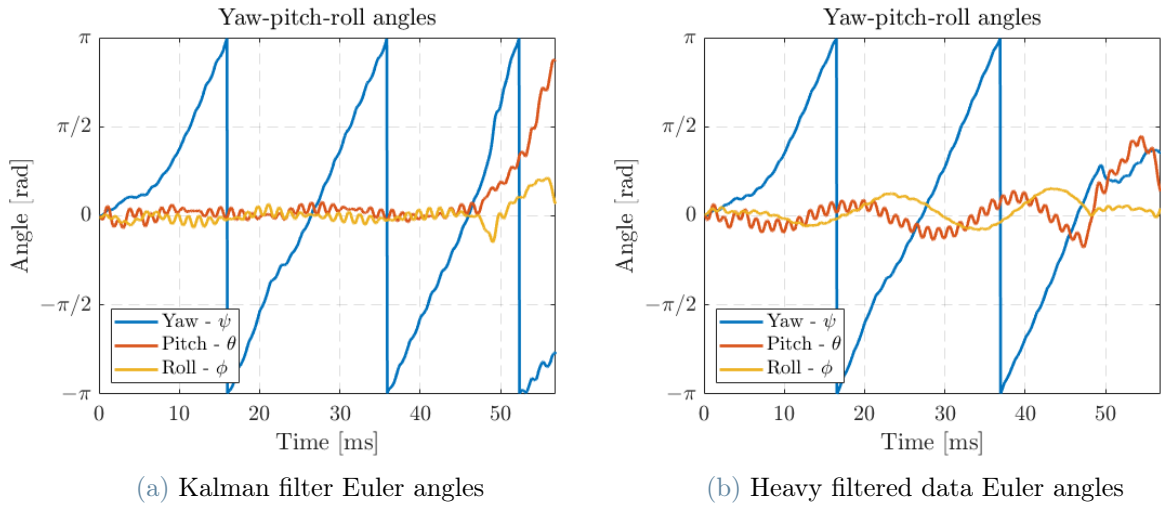 Yaw-pitch-roll angles
π
π/2
0
−π/2
−π
Angle [rad]
Yaw - ψ
Pitch - θ
Roll - ϕ
0 10 20 30 40 50
Time [ms]
(a) Kalman filter Euler angles
Yaw-pitch-roll angles
π
π/2
0
−π/2
−π
Angle [rad]
Yaw - ψ
Pitch - θ
Roll - ϕ
0 10 20 30 40 50
Time [ms]
(b) Heavy filtered data Euler angles